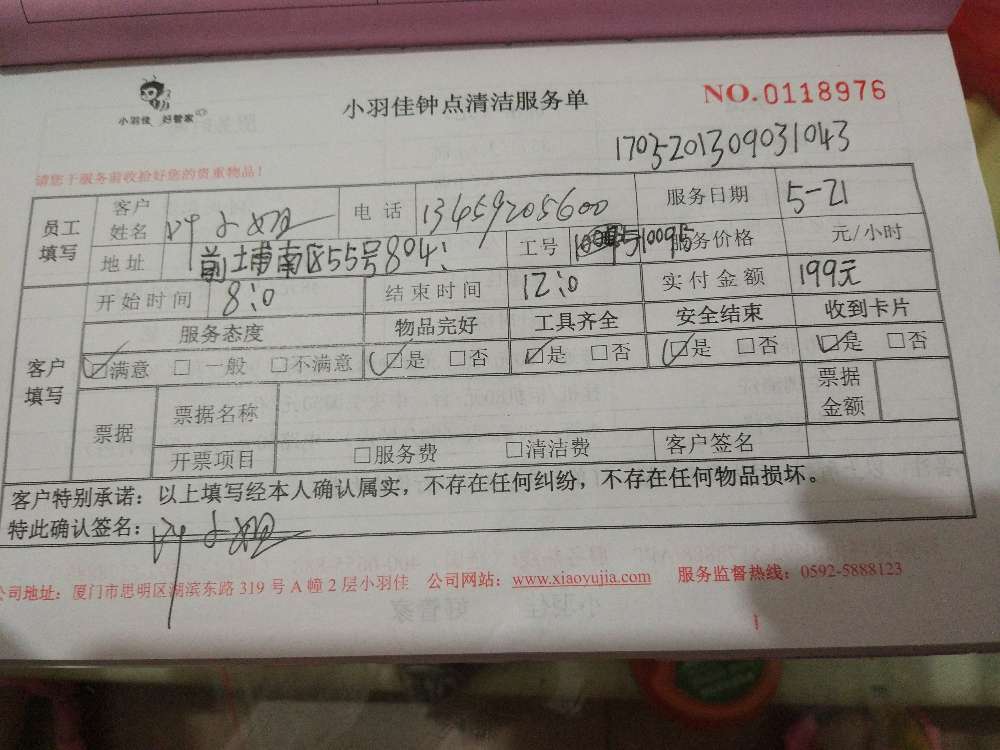 小羽佳 好管家
小羽佳钟点清洁服务单
NO.0118976
1703201309031043
请您于服务前收拾好您的贵重物品！
员工填写 客户姓名 电话 13459205600 服务日期 5-21
地址 前埔南区55号804 工号 服务价格 元/小时
客户填写 开始时间 8:0 结束时间 12:0 实付金额 199元
服务态度 物品完好 工具齐全 安全结束 收到卡片
☑满意 □一般 □不满意 ☑是 □否 ☑是 □否 ☑是 □否 ☑是 □否
票据 票据名称 票据金额
开票项目 □服务费 □清洁费 客户签名
客户特别承诺：以上填写经本人确认属实，不存在任何纠纷，不存在任何物品损坏。
特此确认签名：
公司地址：厦门市思明区湖滨东路 319 号 A 幢 2 层小羽佳 公司网站：www.xiaoyujia.com 服务监督热线：0592-5888123